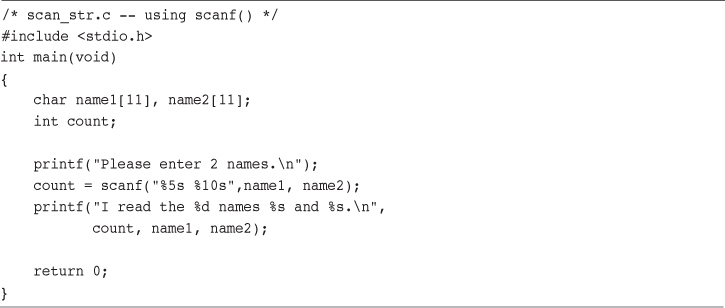 /* scan_str.c -- using scanf() */
#include <stdio.h>
int main(void)
{
    char name1[11], name2[11];
    int count;

    printf("Please enter 2 names.\n");
    count = scanf("%5s %10s",name1, name2);
    printf("I read the %d names %s and %s.\n",
           count, name1, name2);

    return 0;
}